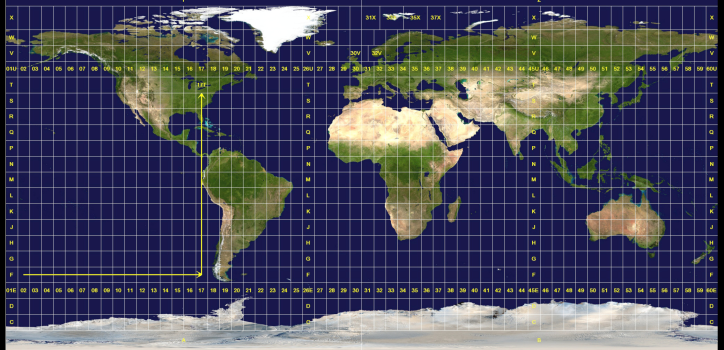 X 31X 33X 35X 37X X
W W W W
V 30V 32V V V
01U 02 03 04 05 06 07 08 09 10 11 12 13 14 15 16 17 18 19 20 21 22 23 24 25 26U 27 28 29 30 31 32 33 34 35 36 37 38 39 40 41 42 43 44 45U 46 47 48 49 50 51 52 53 54 55 56 57 58 59 60U
T 17T T T T
S S S S
R R R R
Q Q Q Q
P P P P
N N N N
M M M M
L L L L
K K K K
J J J J
H H H H
G G G G
F F F F
01E 02 03 04 05 06 07 08 09 10 11 12 13 14 15 16 17 18 19 20 21 22 23 24 25 26E 27 28 29 30 31 32 33 34 35 36 37 38 39 40 41 42 43 44 45E 46 47 48 49 50 51 52 53 54 55 56 57 58 59 60E
D D D D
C C C C